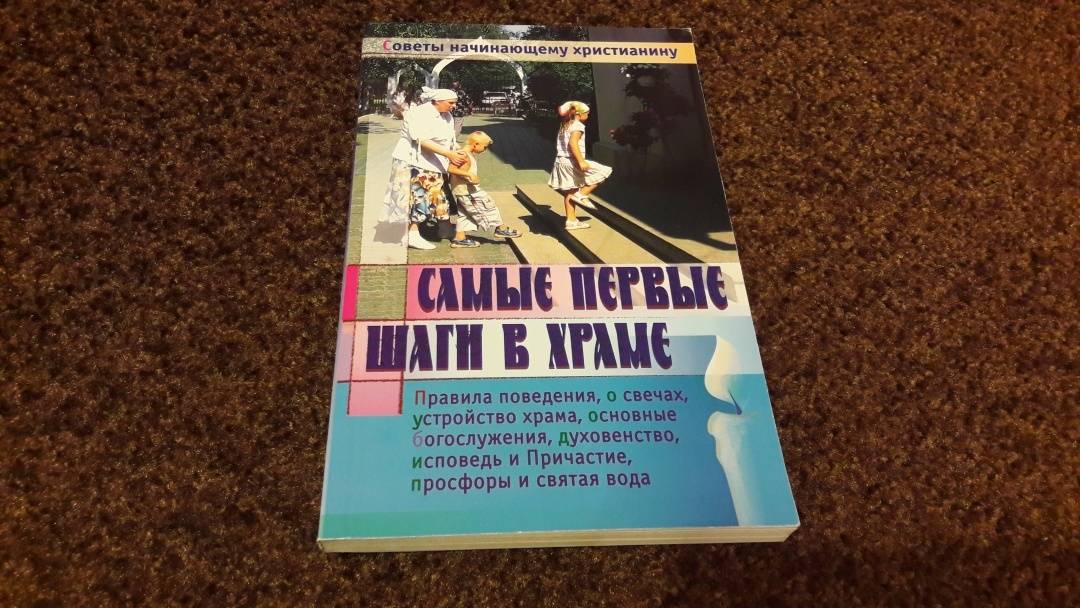 Советы начинающему христианину
САМЫЕ ПЕРВЫЕ
ШАГИ В ХРАМЕ
Правила поведения, о свечах,
устройство храма, основные
богослужения, духовенство,
исповедь и Причастие,
просфоры и святая вода